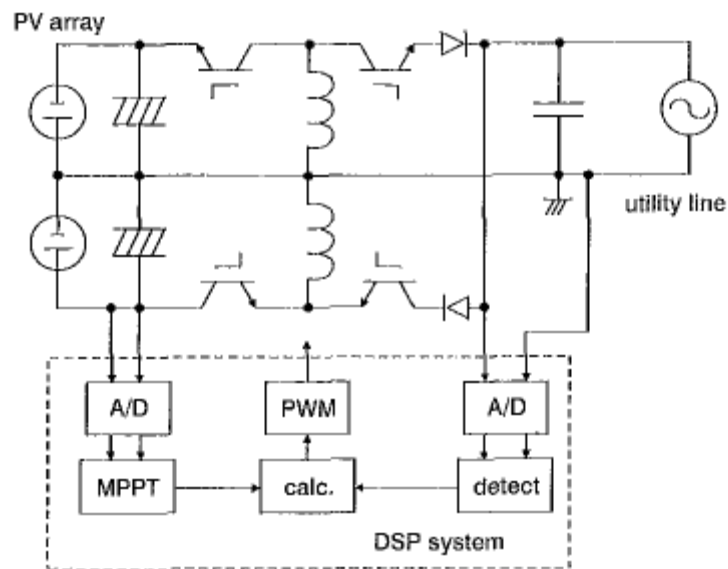 PV array
utility line
A/D
PWM
A/D
MPPT
calc.
detect
DSP system